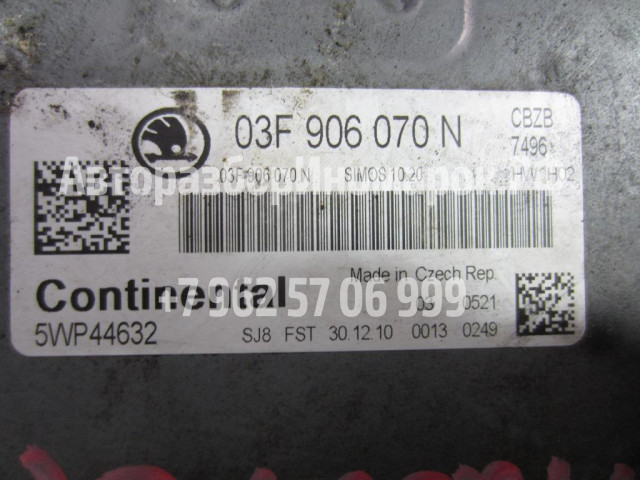 03F 906 070 N
CBZB
7496
03F 906 070 N SIMOS 10.20
Continental
Made in Czech Rep.
0521
5WP44632
SJ8 FST 30.12.10 0013 0249
+7 962 57 06 999